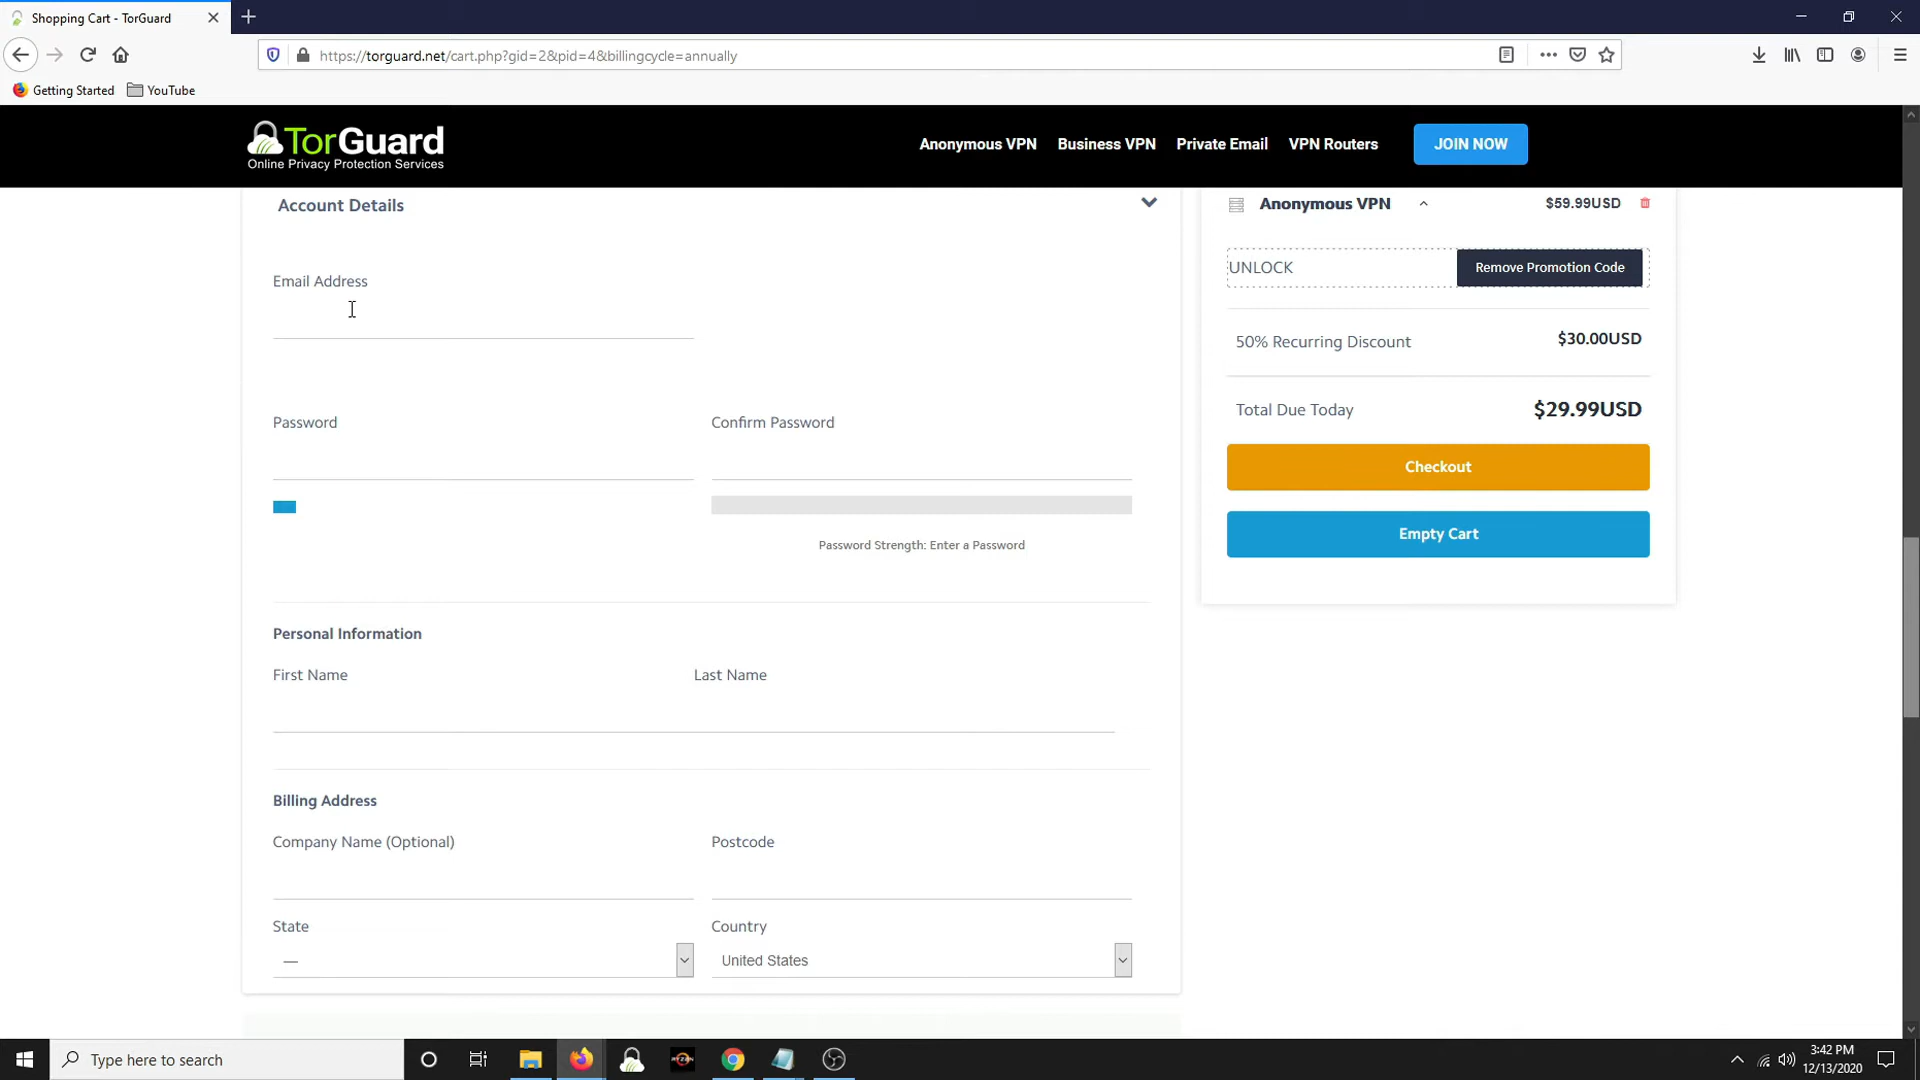 Shopping Cart - TorGuard
https://torguard.net/cart.php?gid=2&pid=4&billingcycle=annually
Getting Started
YouTube
TorGuard
Online Privacy Protection Services
Anonymous VPN
Business VPN
Private Email
VPN Routers
JOIN NOW
Account Details
Email Address
Password
Confirm Password
Password Strength: Enter a Password
Personal Information
First Name
Last Name
Billing Address
Company Name (Optional)
Postcode
State
Country
—
United States
Anonymous VPN
$59.99USD
UNLOCK
Remove Promotion Code
50% Recurring Discount
$30.00USD
Total Due Today
$29.99USD
Checkout
Empty Cart
Type here to search
RYZEN
3:42 PM
12/13/2020